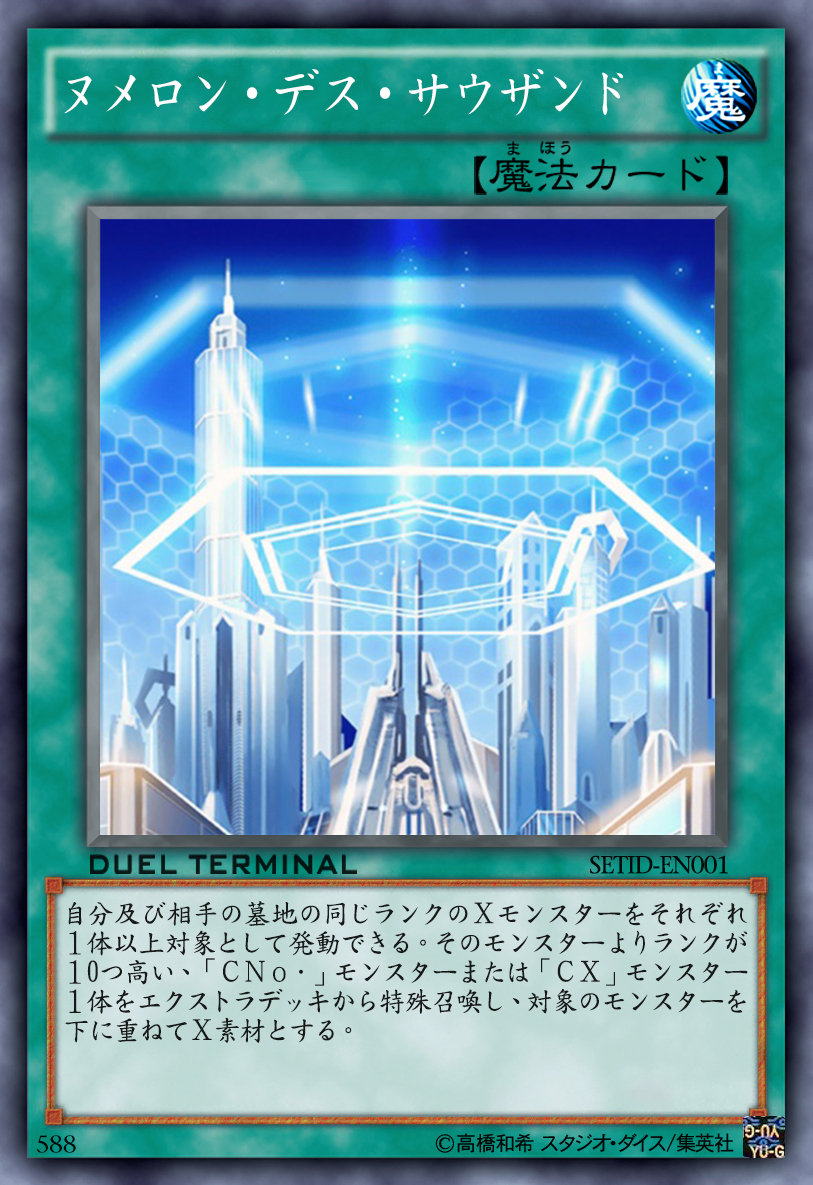 ヌメロン・デス・サウザンド
魔
ま
ま ほう
【魔法カード】
DUEL TERMINAL
SETID-EN001
自分及び相手の墓地の同じランクのXモンスターをそれぞれ
1体以上対象として発動できる。そのモンスターよりランクが
10つ高い、「CNo・」モンスターまたは「CX」モンスター
1体をエクストラデッキから特殊召喚し、対象のモンスターを
下に重ねてX素材とする。
588
©高橋和希 スタジオ・ダイス/集英社
YU-G